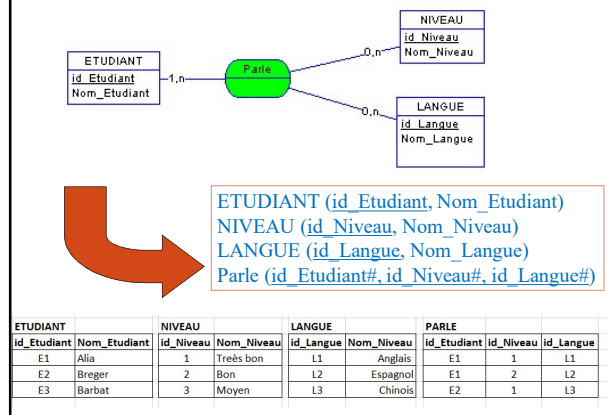 NIVEAU
id_Niveau
Nom_Niveau
ETUDIANT
id_Etudiant
Nom_Etudiant
1,n
Parle
0,n
0,n
LANGUE
id_Langue
Nom_Langue
ETUDIANT (id_Etudiant, Nom_Etudiant)
NIVEAU (id_Niveau, Nom_Niveau)
LANGUE (id_Langue, Nom_Langue)
Parle (id_Etudiant#, id_Niveau#, id_Langue#)
ETUDIANT NIVEAU LANGUE PARLE
id_Etudiant Nom_Etudiant id_Niveau Nom_Niveau id_Langue Nom_Niveau id_Etudiant id_Niveau id_Langue
E1 Alia 1 Treès bon L1 Anglais E1 1 L1
E2 Breger 2 Bon L2 Espagnol E1 2 L2
E3 Barbat 3 Moyen L3 Chinois E2 1 L3